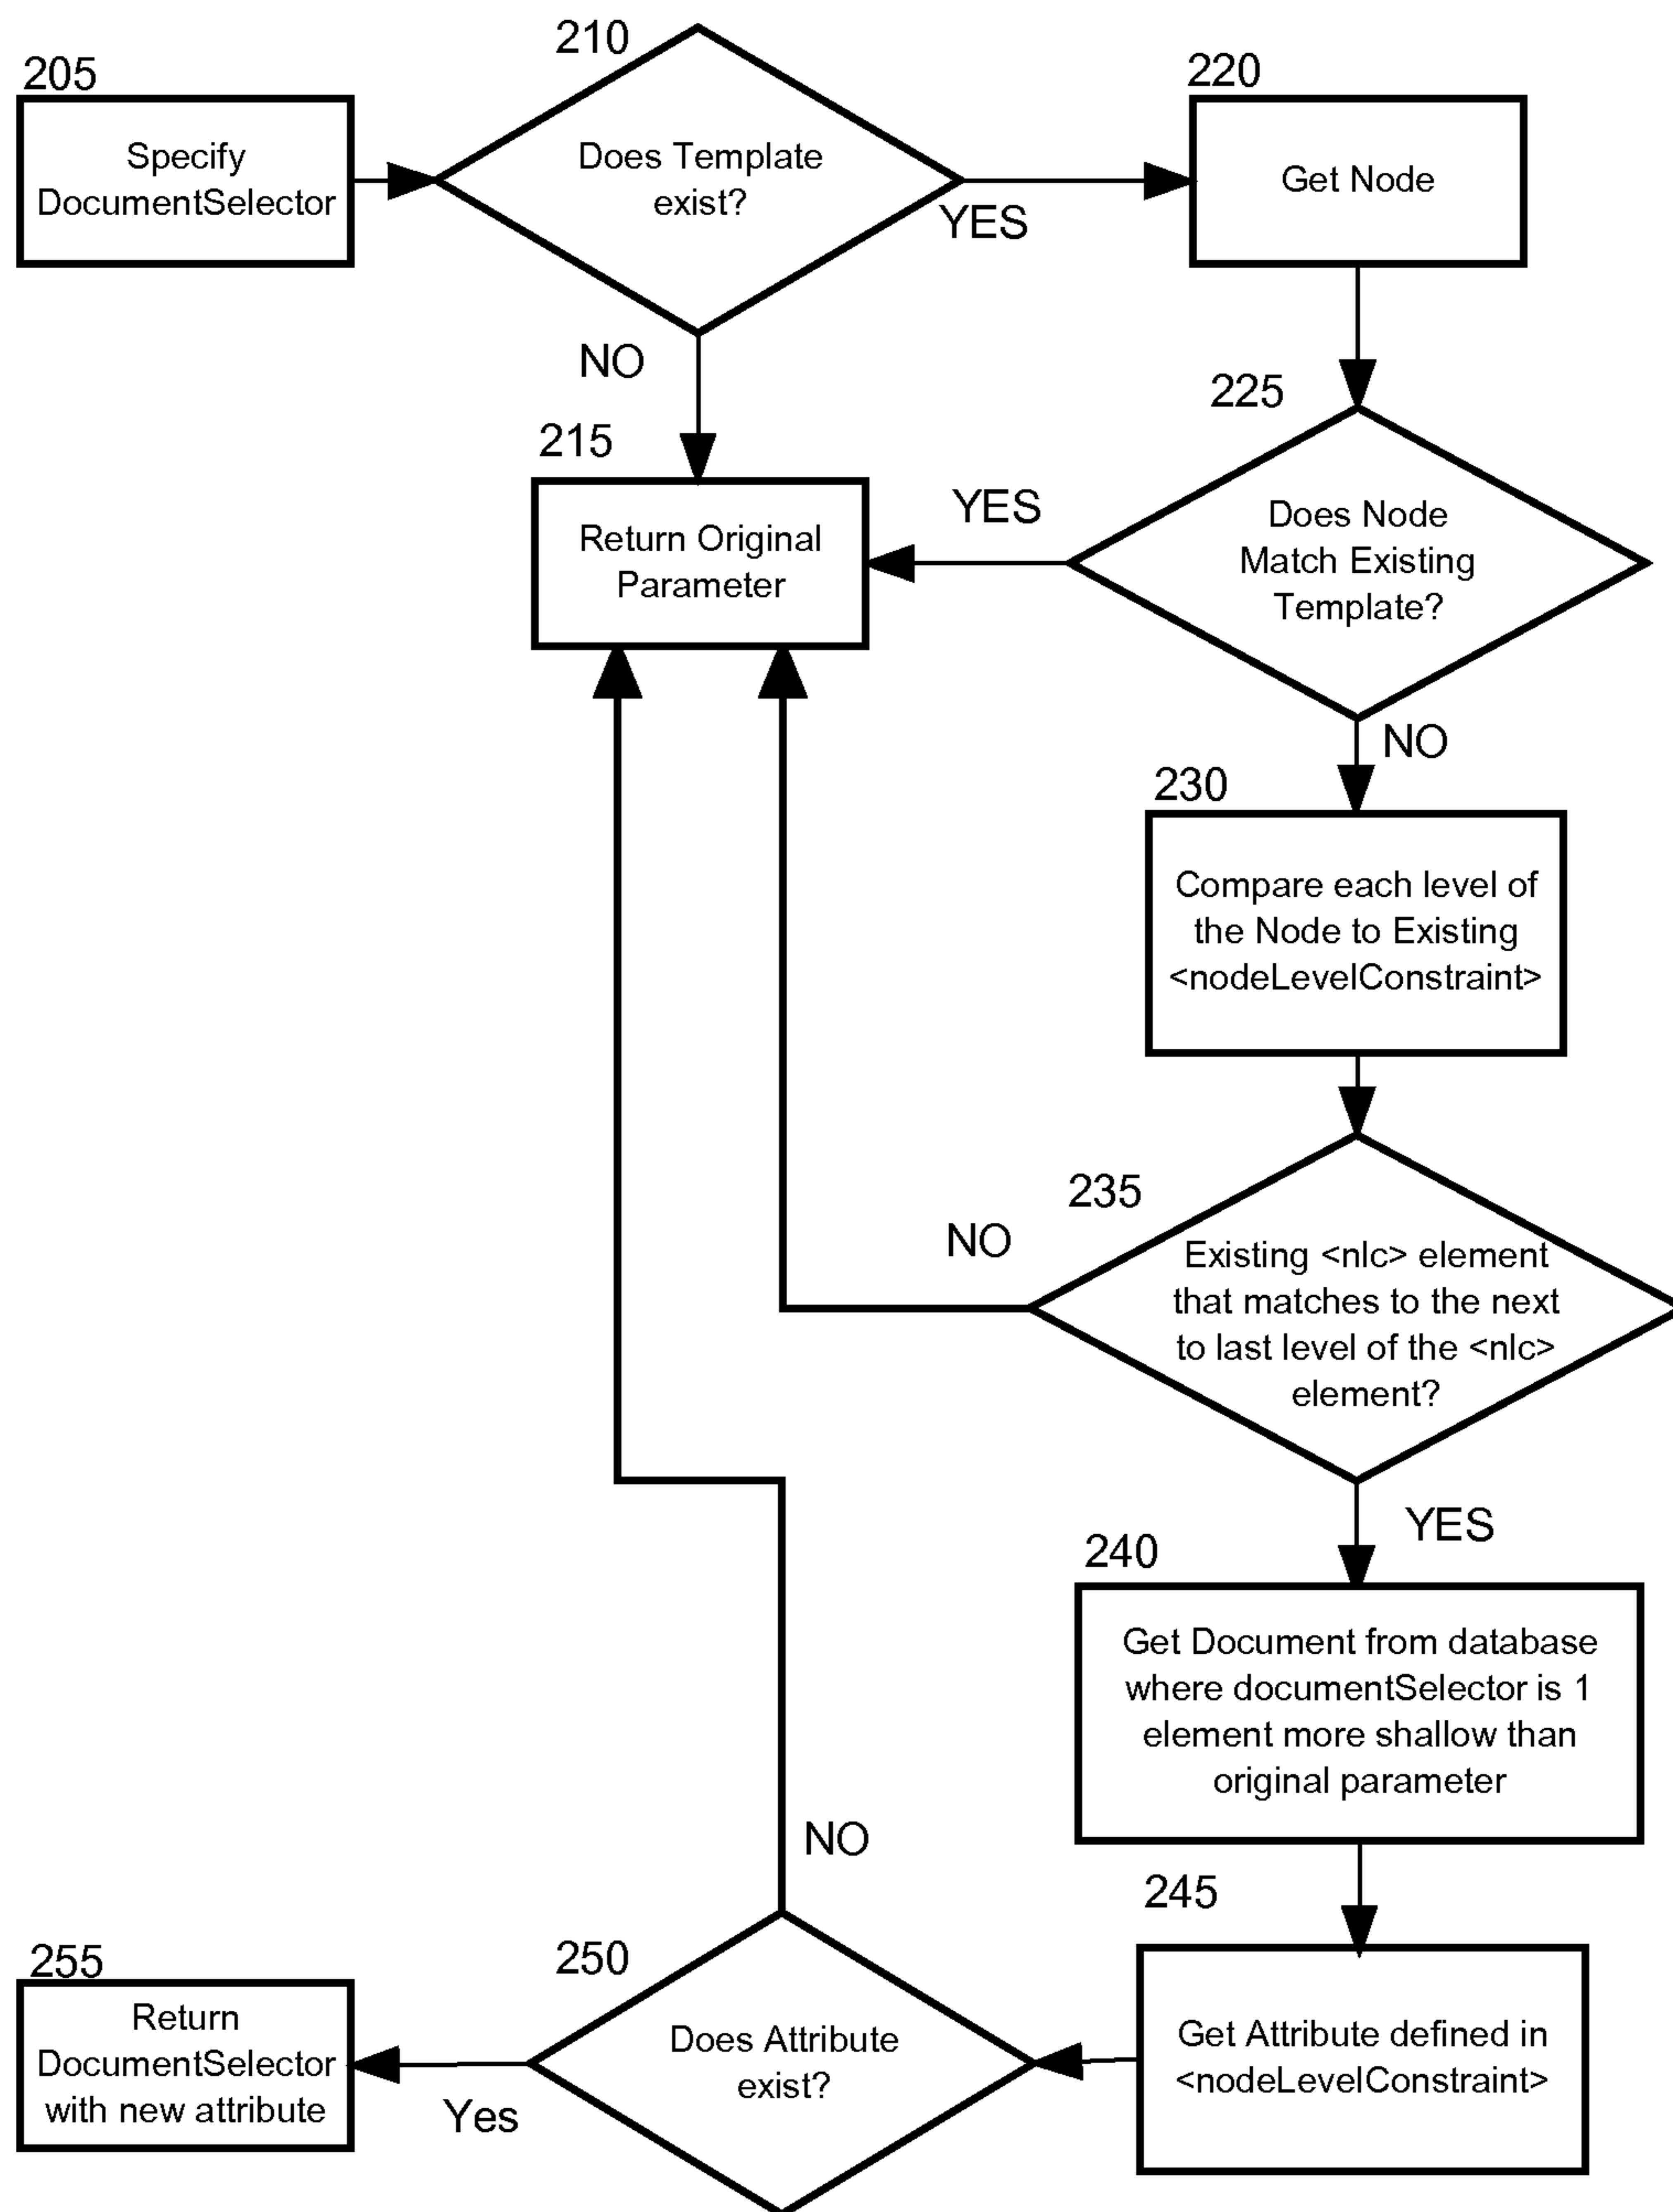 205
Specify
DocumentSelector
210
Does Template
exist?
YES
NO
220
Get Node
215
Return Original
Parameter
225
Does Node
Match Existing
Template?
YES
NO
230
Compare each level of
the Node to Existing
<nodeLevelConstraint>
235
Existing <nlc> element
that matches to the next
to last level of the <nlc>
element?
NO
YES
240
Get Document from database
where documentSelector is 1
element more shallow than
original parameter
245
Get Attribute defined in
<nodeLevelConstraint>
250
Does Attribute
exist?
NO
Yes
255
Return
DocumentSelector
with new attribute